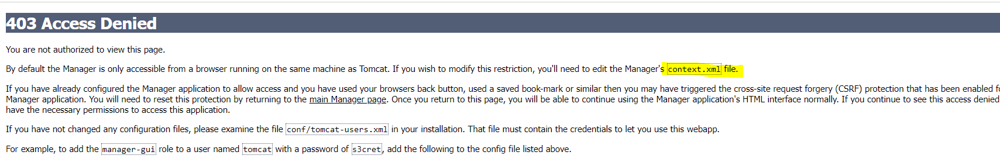 403 Access Denied
You are not authorized to view this page.
By default the Manager is only accessible from a browser running on the same machine as Tomcat. If you wish to modify this restriction, you'll need to edit the Manager's context.xml file.
If you have already configured the Manager application to allow access and you have used your browsers back button, used a saved book-mark or similar then you may have triggered the cross-site request forgery (CSRF) protection that has been enabled
Manager application. You will need to reset this protection by returning to the main Manager page. Once you return to this page, you will be able to continue using the Manager application's HTML interface normally. If you continue to see this access denied
have the necessary permissions to access this application.
If you have not changed any configuration files, please examine the file conf/tomcat-users.xml in your installation. That file must contain the credentials to let you use this webapp.
For example, to add the manager-gui role to a user named tomcat with a password of s3cret, add the following to the config file listed above.